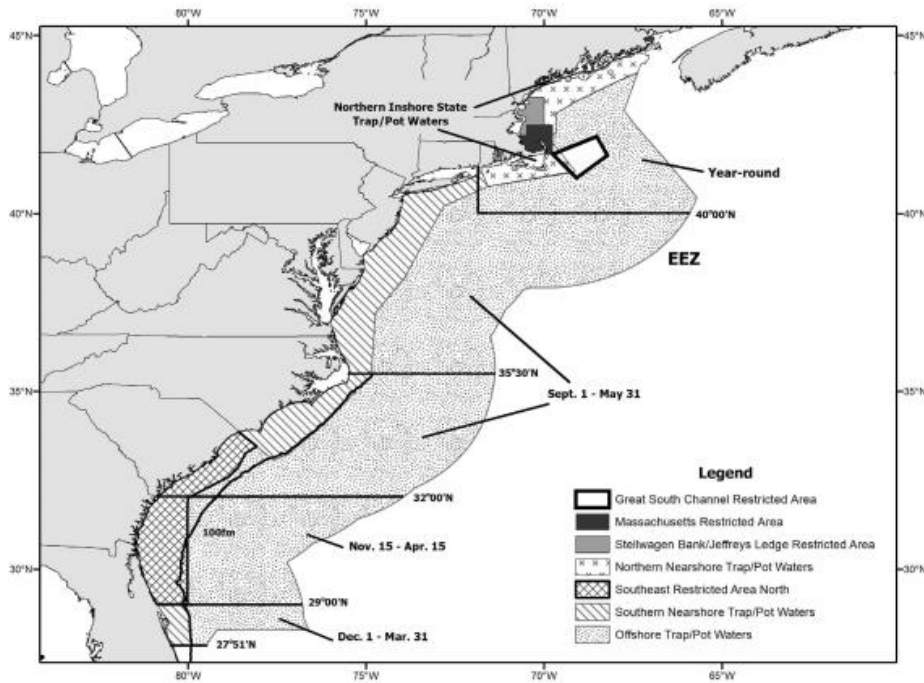 80°W
75°W
70°W
65°W
45°N
45°N
Northern Inshore State
Trap/Pot Waters
Year-round
40°N
40°00'N
40°N
EEZ
35°N
35°30'N
35°N
Sept. 1 - May 31
32°00'N
100fm
Nov. 15 - Apr. 15
30°N
30°N
29°00'N
Dec. 1 - Mar. 31
27°51'N
Legend
Great South Channel Restricted Area
Massachusetts Restricted Area
Stellwagen Bank/Jeffreys Ledge Restricted Area
Northern Nearshore Trap/Pot Waters
Southeast Restricted Area North
Southern Nearshore Trap/Pot Waters
Offshore Trap/Pot Waters
80°W
75°W
70°W
65°W